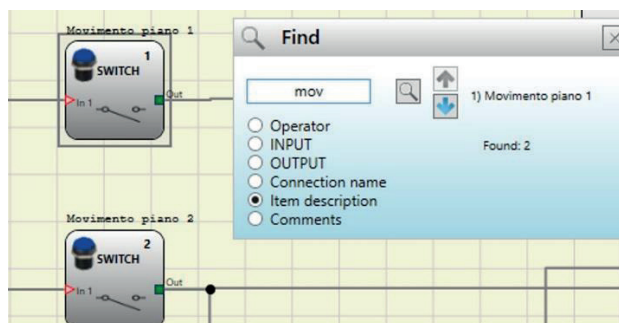 Movimento piano 1
1
SWITCH
In 1
Out
Find
mov
1) Movimento piano 1
Found: 2
Operator
INPUT
OUTPUT
Connection name
Item description
Comments
Movimento piano 2
2
SWITCH
In 1
Out